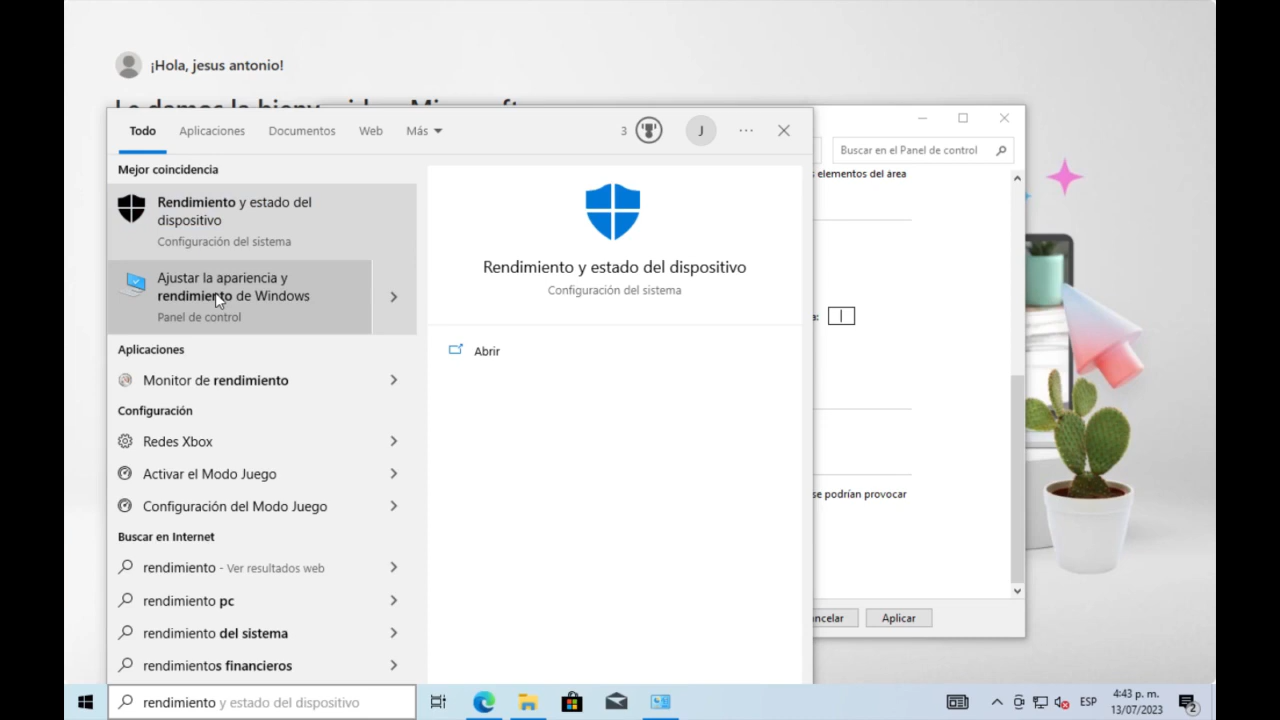 ¡Hola, jesus antonio!
Todo
Aplicaciones
Documentos
Web
Más
3
J
Buscar en el Panel de control
Mejor coincidencia
Rendimiento y estado del
dispositivo
Configuración del sistema
Ajustar la apariencia y
rendimiento de Windows
Panel de control
Aplicaciones
Monitor de rendimiento
Configuración
Redes Xbox
Activar el Modo Juego
Configuración del Modo Juego
Buscar en Internet
rendimiento - Ver resultados web
rendimiento pc
rendimiento del sistema
rendimientos financieros
Rendimiento y estado del dispositivo
Configuración del sistema
Abrir
elementos del área
se podrían provocar
Aplicar
rendimiento y estado del dispositivo
ESP
4:43 p. m.
13/07/2023
2